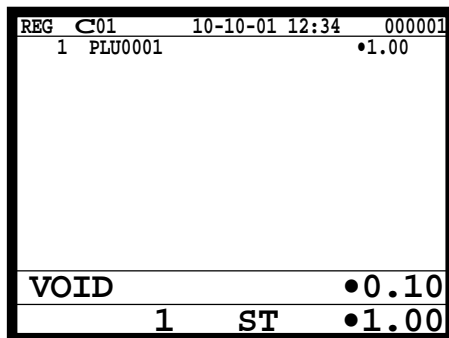 REG C01 10-10-01 12:34 000001
1 PLU0001 •1.00
VOID •0.10
1 ST •1.00